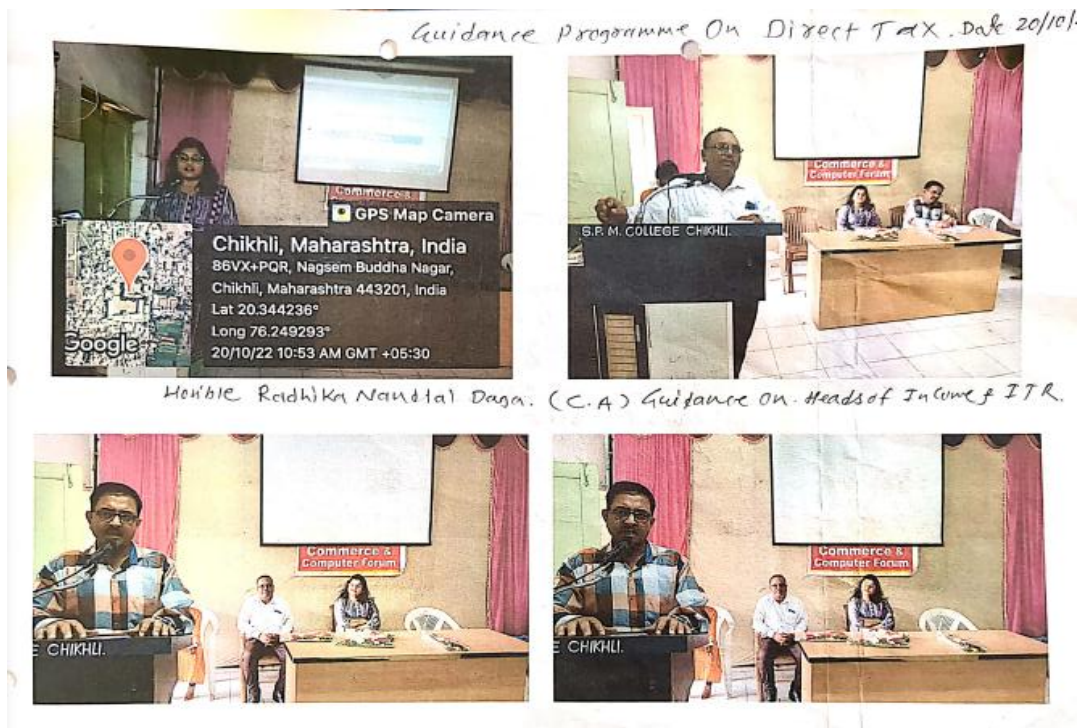 Guidance Programme On Direct Tax. Date 20/10/
Commerce &
GPS Map Camera
Chikhli, Maharashtra, India
86VX+PQR, Nagsem Buddha Nagar,
Chikhli, Maharashtra 443201, India
Lat 20.344236°
Long 76.249293°
20/10/22 10:53 AM GMT +05:30
Google
S.P.
Commerce &
Computer Forum
S.P.M. COLLEGE CHIKHLI.
Hon'ble Radhika Nandlal Daga. (C.A) Guidance On Heads of Income & ITR.
Commerce &
Computer Forum
E CHIKHLI.
Commerce &
Computer Forum
E CHIKHLI.